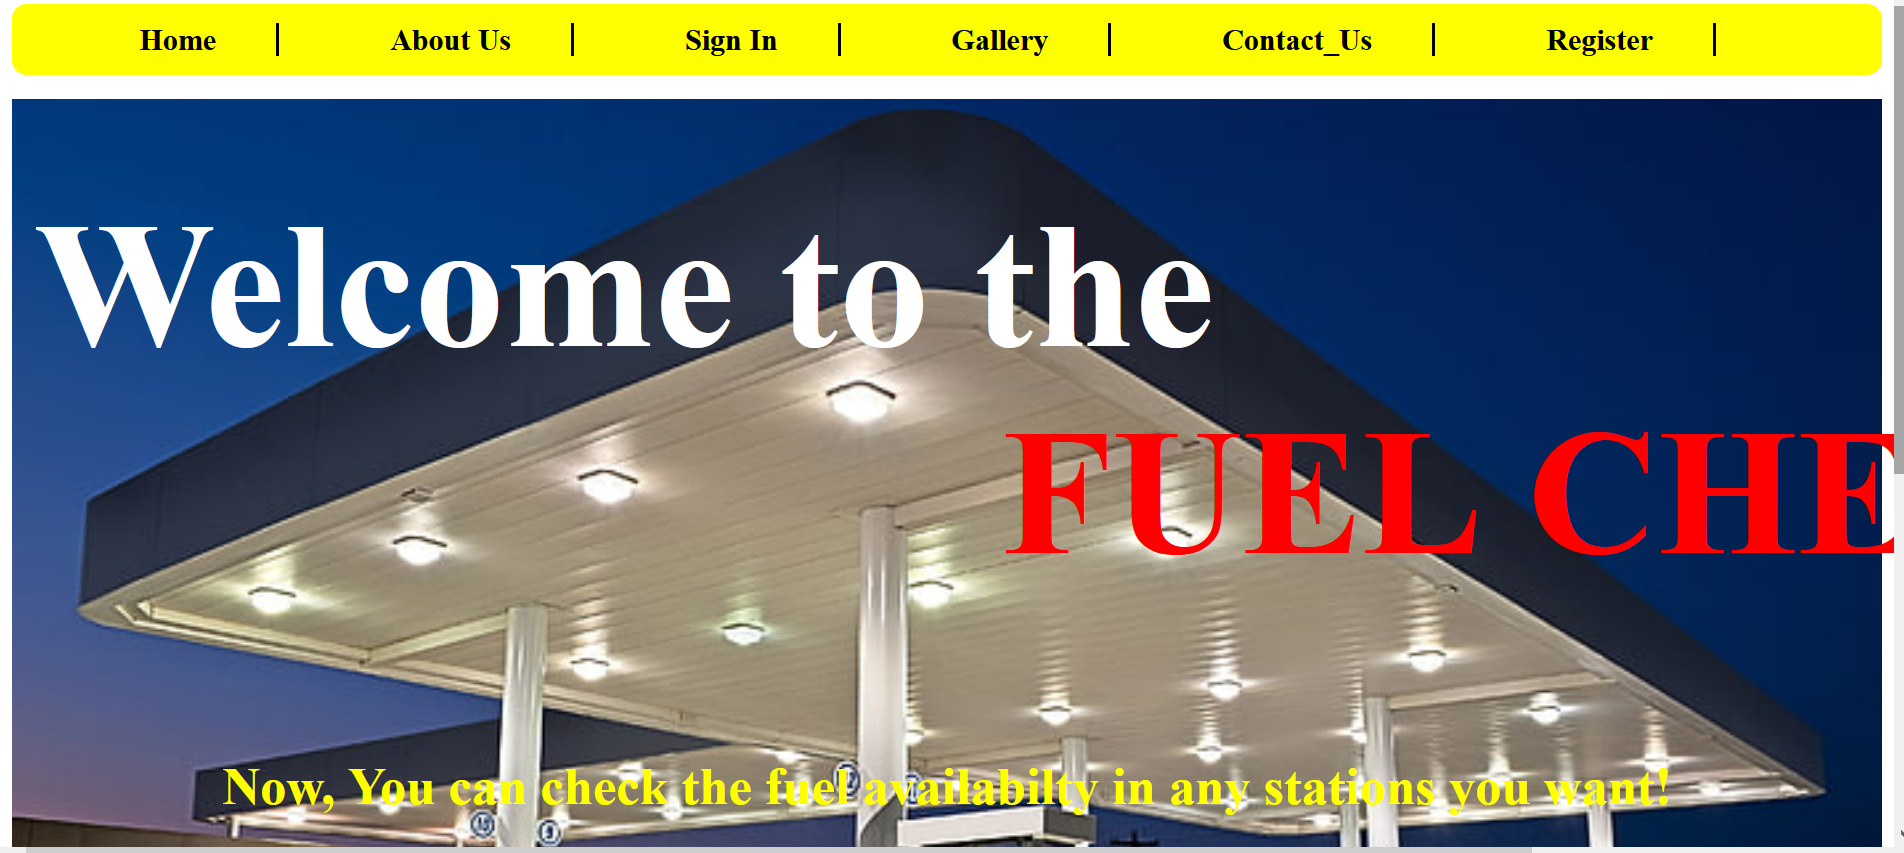 Home | About Us | Sign In | Gallery | Contact_Us | Register |
Welcome to the
FUEL CHE
Now, You can check the fuel availabilty in any stations you want!